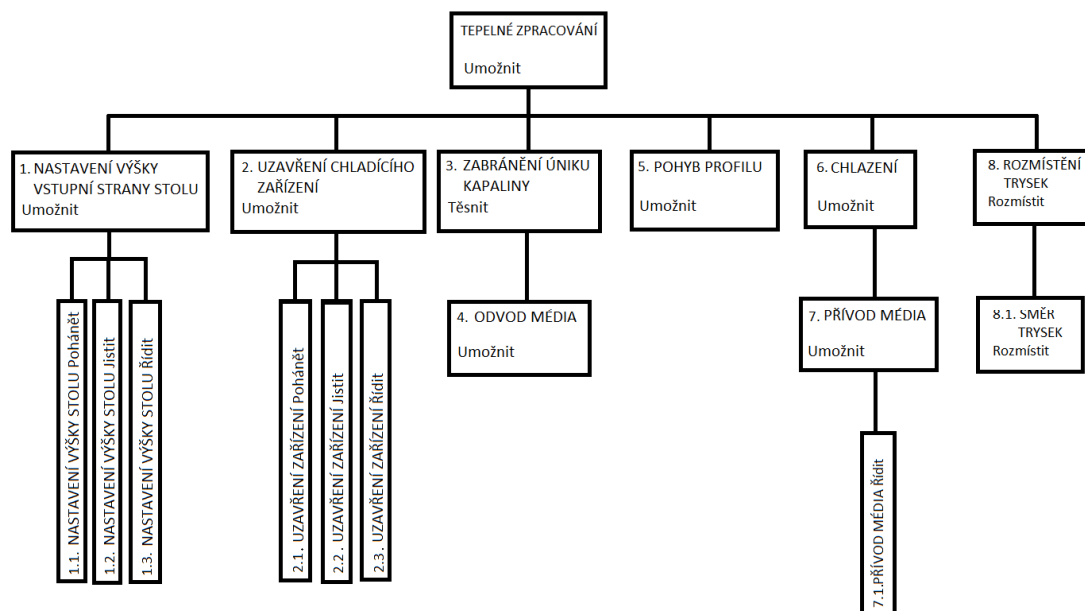 TEPELNÉ ZPRACOVÁNÍ
Umožnit
1. NASTAVENÍ VÝŠKY
VSTUPNÍ STRANY STOLU
Umožnit
2. UZAVŘENÍ CHLADÍCÍHO
ZAŘÍZENÍ
Umožnit
3. ZABRÁNĚNÍ ÚNIKU
KAPALINY
Těsnit
5. POHYB PROFILU
Umožnit
6. CHLAZENÍ
Umožnit
8. ROZMÍSTĚNÍ
TRYSEK
Rozmístit
1.1. NASTAVENÍ VÝŠKY STOLU Pohánět
1.2. NASTAVENÍ VÝŠKY STOLU Jistit
1.3. NASTAVENÍ VÝŠKY STOLU Řídit
2.1. UZAVŘENÍ ZAŘÍZENÍ Pohánět
2.2. UZAVŘENÍ ZAŘÍZENÍ Jistit
2.3. UZAVŘENÍ ZAŘÍZENÍ Řídit
4. ODVOD MÉDIA
Umožnit
7. PŘÍVOD MÉDIA
Umožnit
8.1. SMĚR
TRYSEK
Rozmístit
7.1.PŘÍVOD MÉDIA Řídit